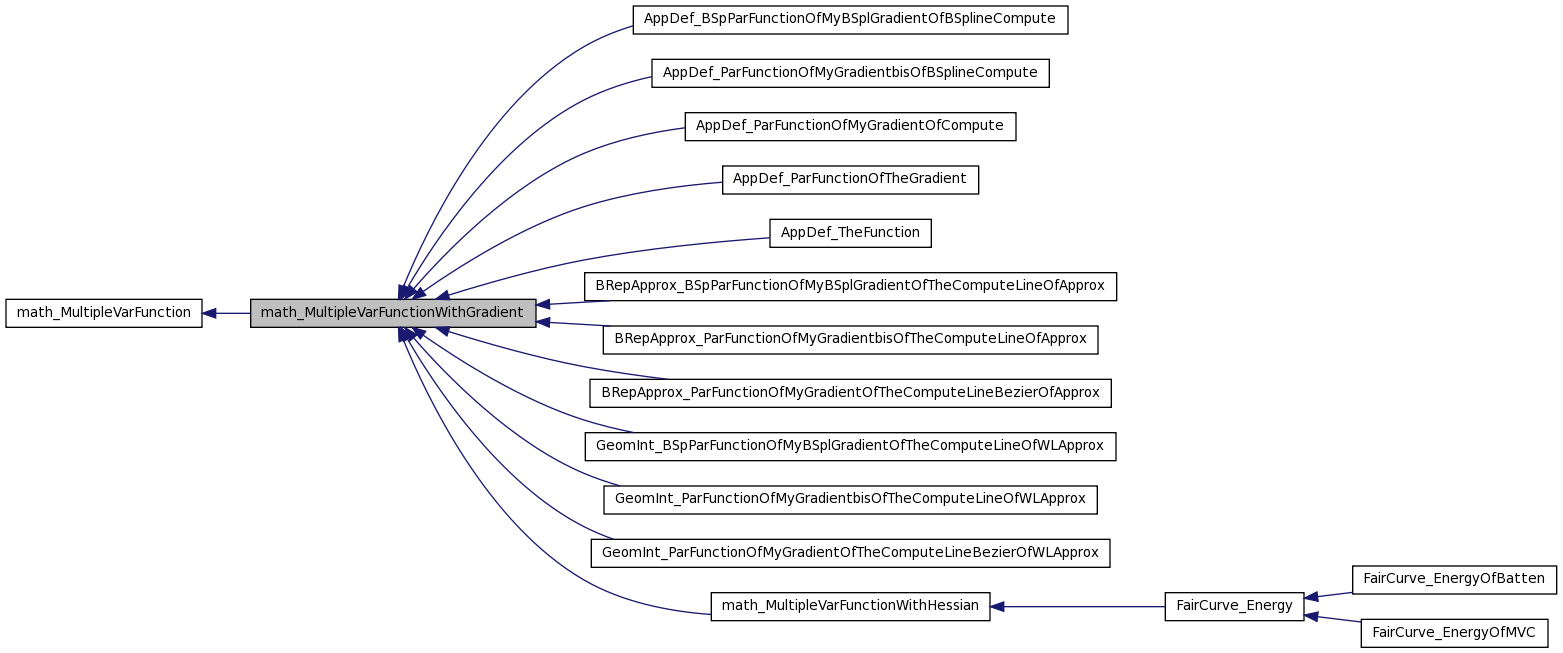 AppDef_BSpParFunctionOfMyBSplGradientOfBSplineCompute
AppDef_ParFunctionOfMyGradientbisOfBSplineCompute
AppDef_ParFunctionOfMyGradientOfCompute
AppDef_ParFunctionOfTheGradient
AppDef_TheFunction
BRepApprox_BSpParFunctionOfMyBSplGradientOfTheComputeLineOfApprox
math_MultipleVarFunction
math_MultipleVarFunctionWithGradient
BRepApprox_ParFunctionOfMyGradientbisOfTheComputeLineOfApprox
BRepApprox_ParFunctionOfMyGradientOfTheComputeLineBezierOfApprox
GeomInt_BSpParFunctionOfMyBSplGradientOfTheComputeLineOfWLApprox
GeomInt_ParFunctionOfMyGradientbisOfTheComputeLineOfWLApprox
GeomInt_ParFunctionOfMyGradientOfTheComputeLineBezierOfWLApprox
math_MultipleVarFunctionWithHessian
FairCurve_Energy
FairCurve_EnergyOfBatten
FairCurve_EnergyOfMVC